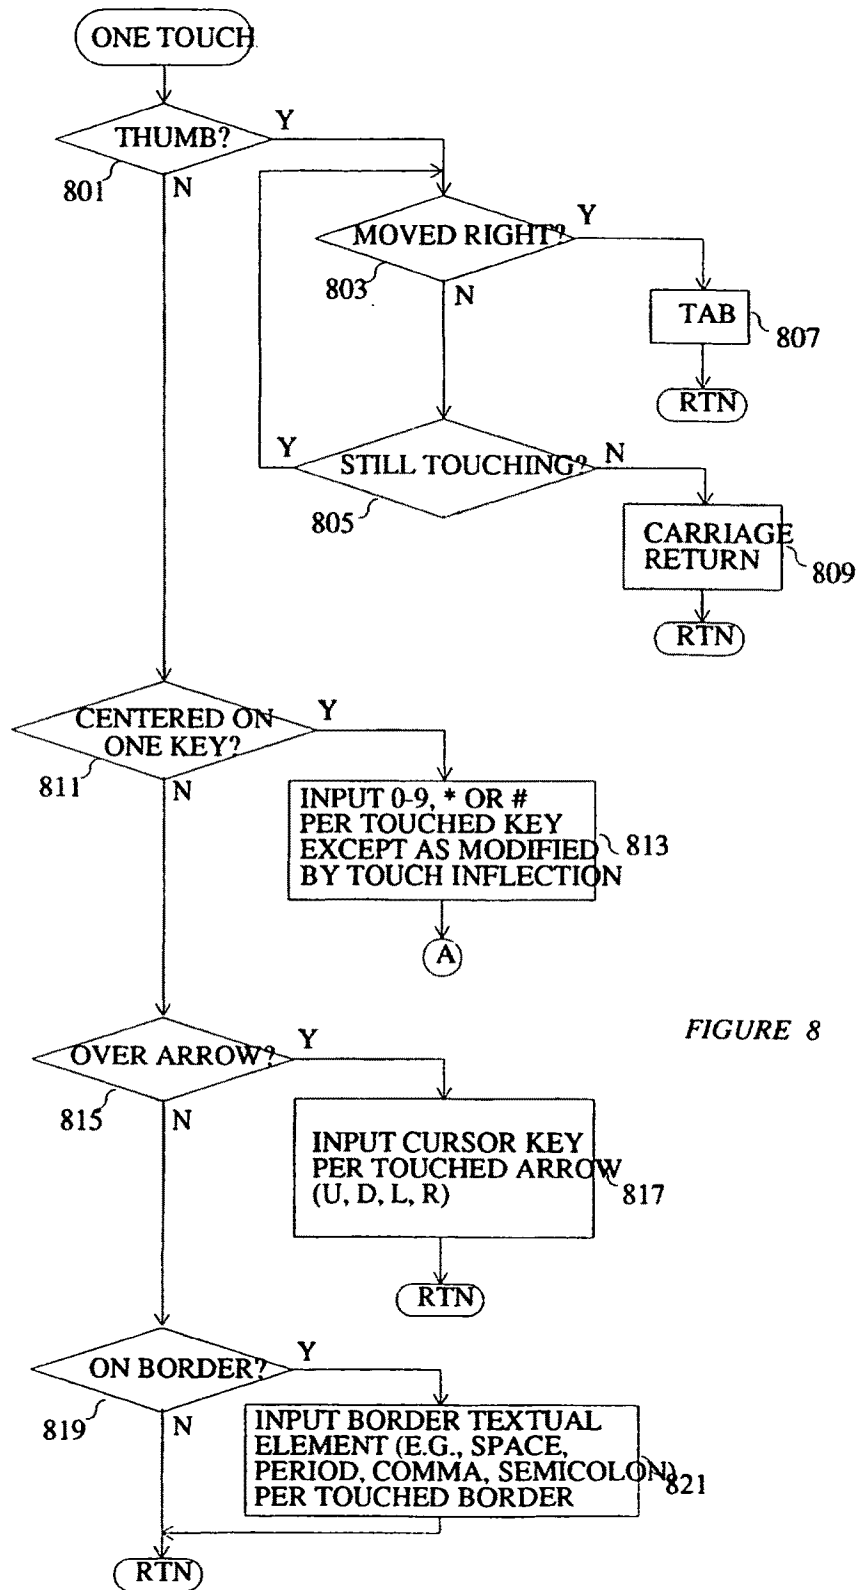 ONE TOUCH
THUMB?
Y
801
N
MOVED RIGHT?
Y
803
N
TAB
807
RTN
Y
STILL TOUCHING?
N
805
CARRIAGE
RETURN
809
RTN
CENTERED ON
ONE KEY?
Y
811
N
INPUT 0-9, * OR #
PER TOUCHED KEY
EXCEPT AS MODIFIED
BY TOUCH INFLECTION
813
A
FIGURE 8
OVER ARROW?
Y
815
N
INPUT CURSOR KEY
PER TOUCHED ARROW
(U, D, L, R)
817
RTN
ON BORDER?
Y
819
N
INPUT BORDER TEXTUAL
ELEMENT (E.G., SPACE,
PERIOD, COMMA, SEMICOLON)
PER TOUCHED BORDER
821
RTN